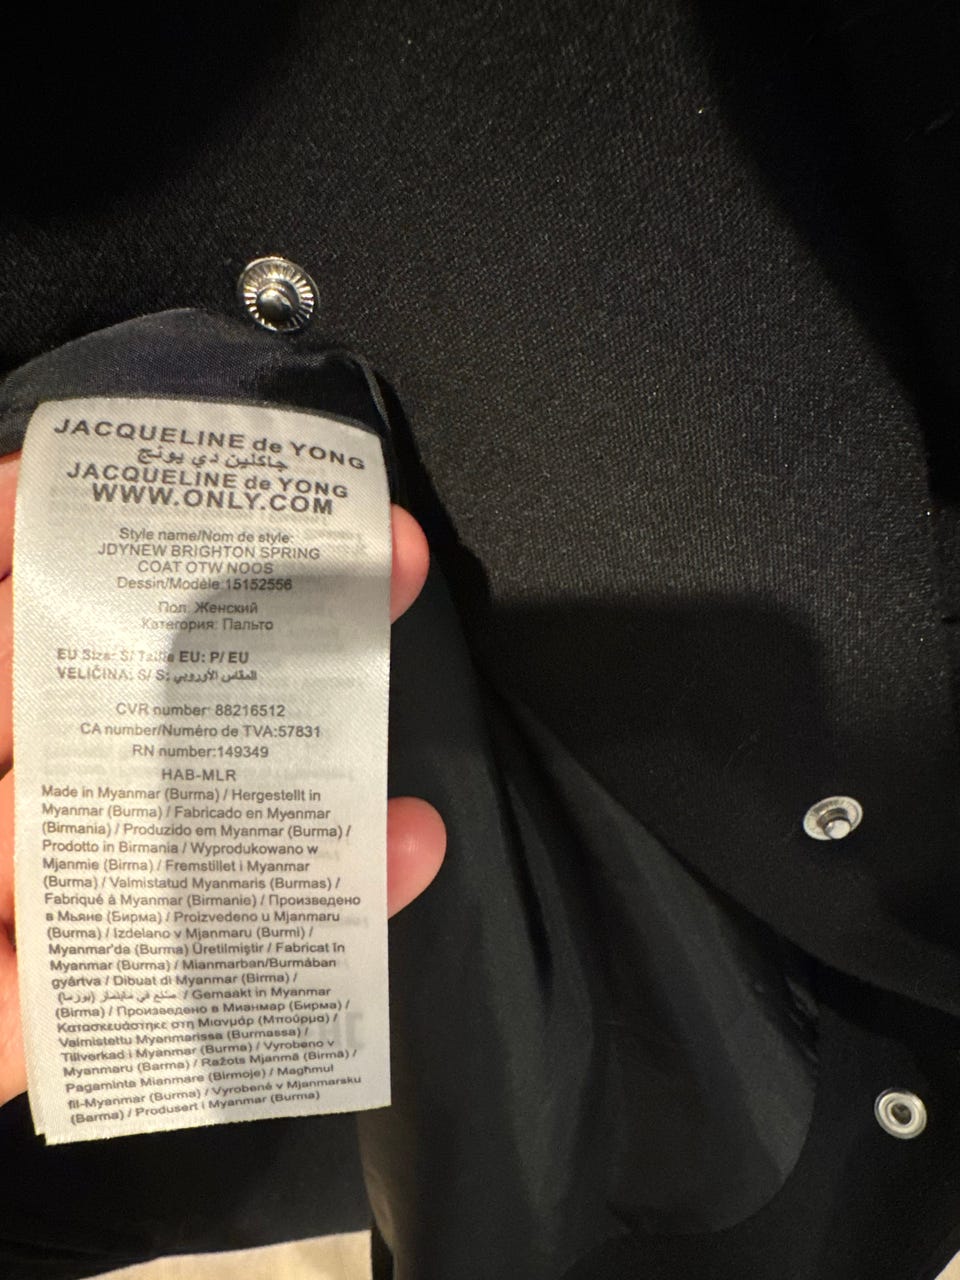 JACQUELINE de YONG
جاكلين دي يونج
JACQUELINE de YONG
WWW.ONLY.COM
Style name/Nom de style:
JDYNEW BRIGHTON SPRING
COAT OTW NOOS
Dessin/Modèle:15152556
Пол: Женский
Категория: Пальто
EU Size: S/ Taille EU: P/ EU
VELIČINA: S/ S: المقاس الأوروبي
CVR number: 88216512
CA number/Numéro de TVA:57831
RN number:149349
HAB-MLR
Made in Myanmar (Burma) / Hergestellt in
Myanmar (Burma) / Fabricado en Myanmar
(Birmania) / Produzido em Myanmar (Burma) /
Prodotto in Birmania / Wyprodukowano w
Mjanmie (Birma) / Fremstillet i Myanmar
(Burma) / Valmistatud Myanmaris (Burmas) /
Fabriqué à Myanmar (Birmanie) / Произведено
в Мьяне (Бирма) / Proizvedeno u Mjanmaru
(Burma) / Izdelano v Mjanmaru (Burmi) /
Myanmar'da (Burma) Üretilmiştir / Fabricat în
Myanmar (Burma) / Mianmarban/Burmában
gyártva / Dibuat di Myanmar (Birma) /
صنع في ماينمار (بورما) / Gemaakt in Myanmar
(Birma) / Произведено в Мианмар (Бирма) /
Κατασκευάστηκε στη Μιανμάρ (Μπούρμα) /
Valmistettu Myanmarissa (Burmassa) /
Tillverkad i Myanmar (Burma) / Vyrobeno v
Myanmaru (Barma) / Ražots Mjanmā (Birmā) /
Pagaminta Mianmare (Birmoje) / Magħmul
fil-Myanmar (Burma) / Vyrobené v Mjanmarsku
(Barma) / Produsert i Myanmar (Burma)